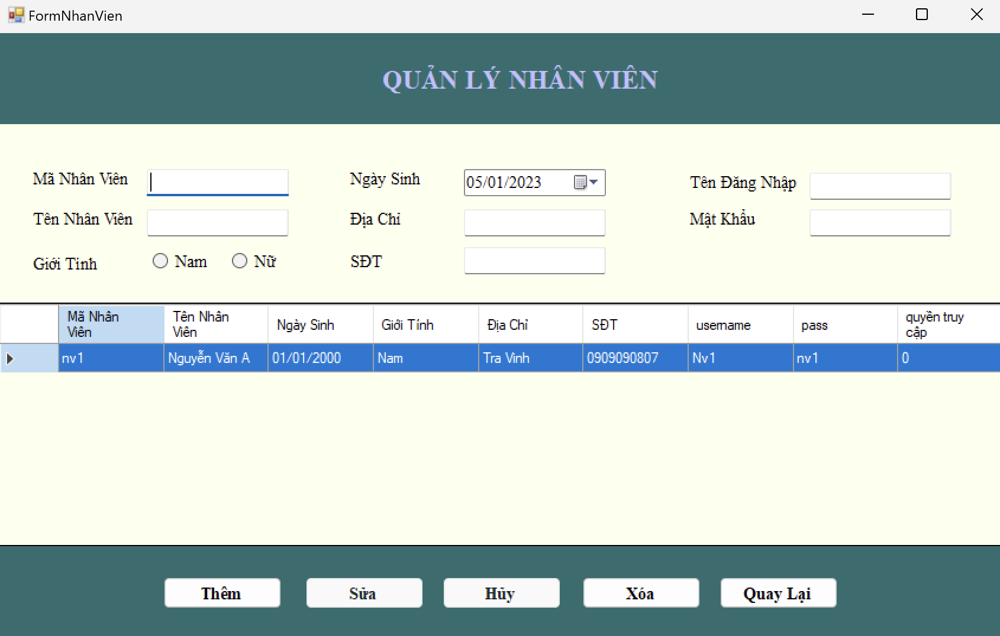 FormNhanVien
QUẢN LÝ NHÂN VIÊN
Mã Nhân Viên
Ngày Sinh
05/01/2023
Tên Đăng Nhập
Tên Nhân Viên
Địa Chỉ
Mật Khẩu
Giới Tính
Nam
Nữ
SĐT
Mã Nhân
Viên
Tên Nhân
Viên
Ngày Sinh
Giới Tính
Địa Chỉ
SĐT
username
pass
quyền truy
cập
nv1
Nguyễn Văn A
01/01/2000
Nam
Tra Vinh
0909090807
Nv1
nv1
0
Thêm
Sửa
Hủy
Xóa
Quay Lại